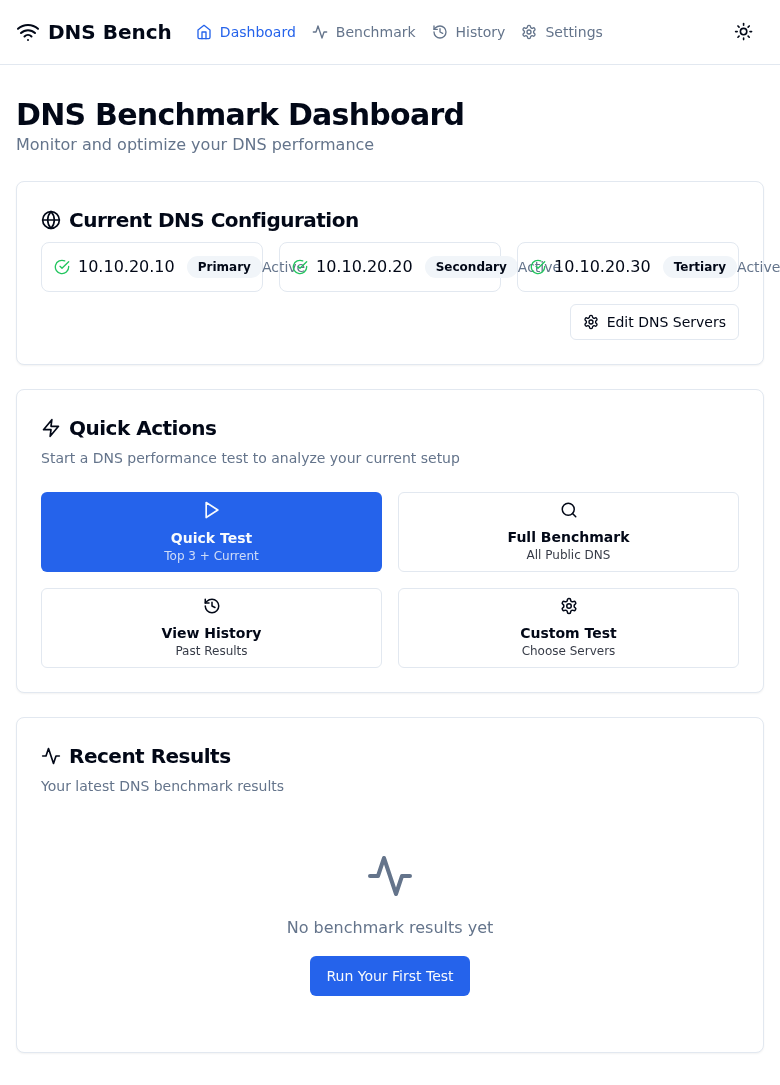 DNS Bench Dashboard Benchmark History Settings
DNS Benchmark Dashboard
Monitor and optimize your DNS performance
Current DNS Configuration
10.10.20.10 Primary Active 10.10.20.20 Secondary Active 10.10.20.30 Tertiary Active
Edit DNS Servers
Quick Actions
Start a DNS performance test to analyze your current setup
Quick Test
Top 3 + Current
Full Benchmark
All Public DNS
View History
Past Results
Custom Test
Choose Servers
Recent Results
Your latest DNS benchmark results
No benchmark results yet
Run Your First Test